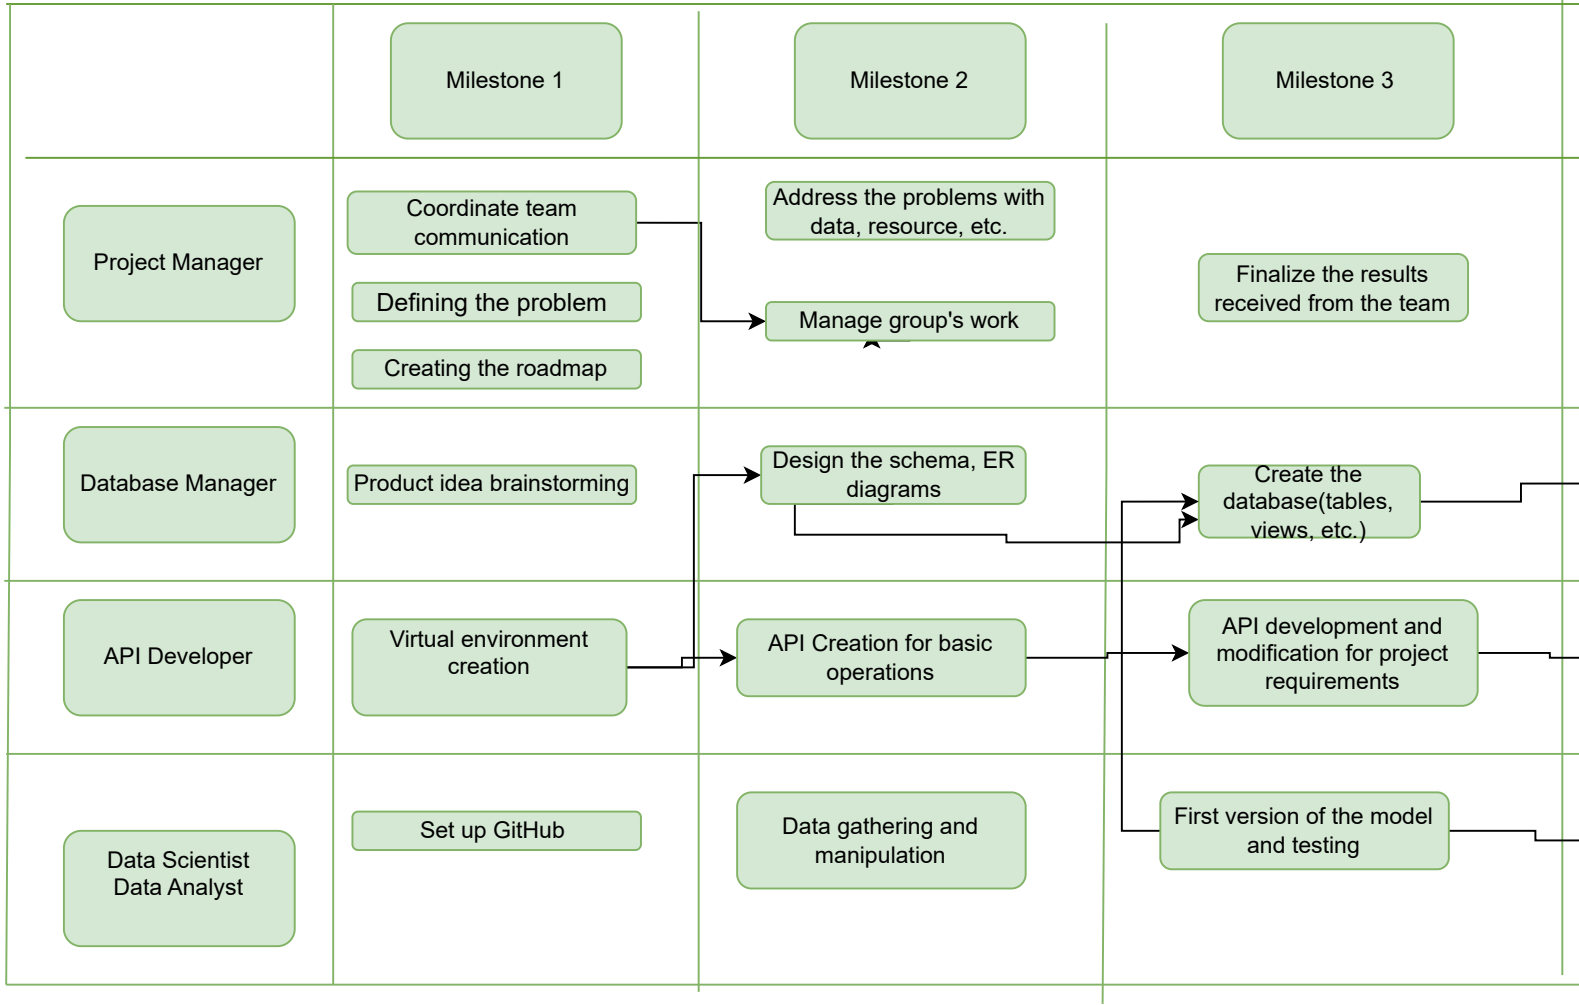 Milestone 1
Milestone 2
Milestone 3
Project Manager
Coordinate team
communication
Defining the problem
Creating the roadmap
Address the problems with
data, resource, etc.
Manage group's work
Finalize the results
received from the team
Database Manager
Product idea brainstorming
Design the schema, ER
diagrams
Create the
database(tables,
views, etc.)
API Developer
Virtual environment
creation
API Creation for basic
operations
API development and
modification for project
requirements
Data Scientist
Data Analyst
Set up GitHub
Data gathering and
manipulation
First version of the model
and testing